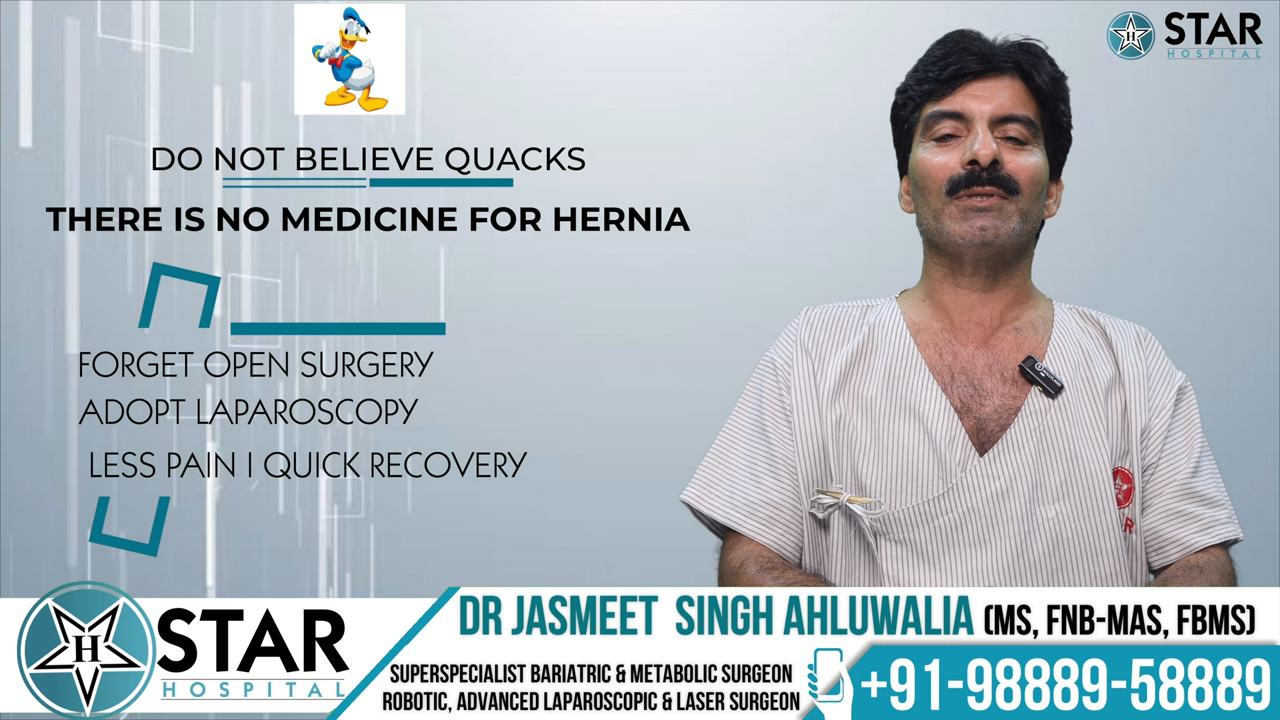 STAR
HOSPITAL
DO NOT BELIEVE QUACKS
THERE IS NO MEDICINE FOR HERNIA
FORGET OPEN SURGERY
ADOPT LAPAROSCOPY
LESS PAIN I QUICK RECOVERY
H
STAR
HOSPITAL
DR JASMEET SINGH AHLUWALIA (MS, FNB-MAS, FBMS)
SUPERSPECIALIST BARIATRIC & METABOLIC SURGEON
ROBOTIC, ADVANCED LAPAROSCOPIC & LASER SURGEON
+91-98889-58889